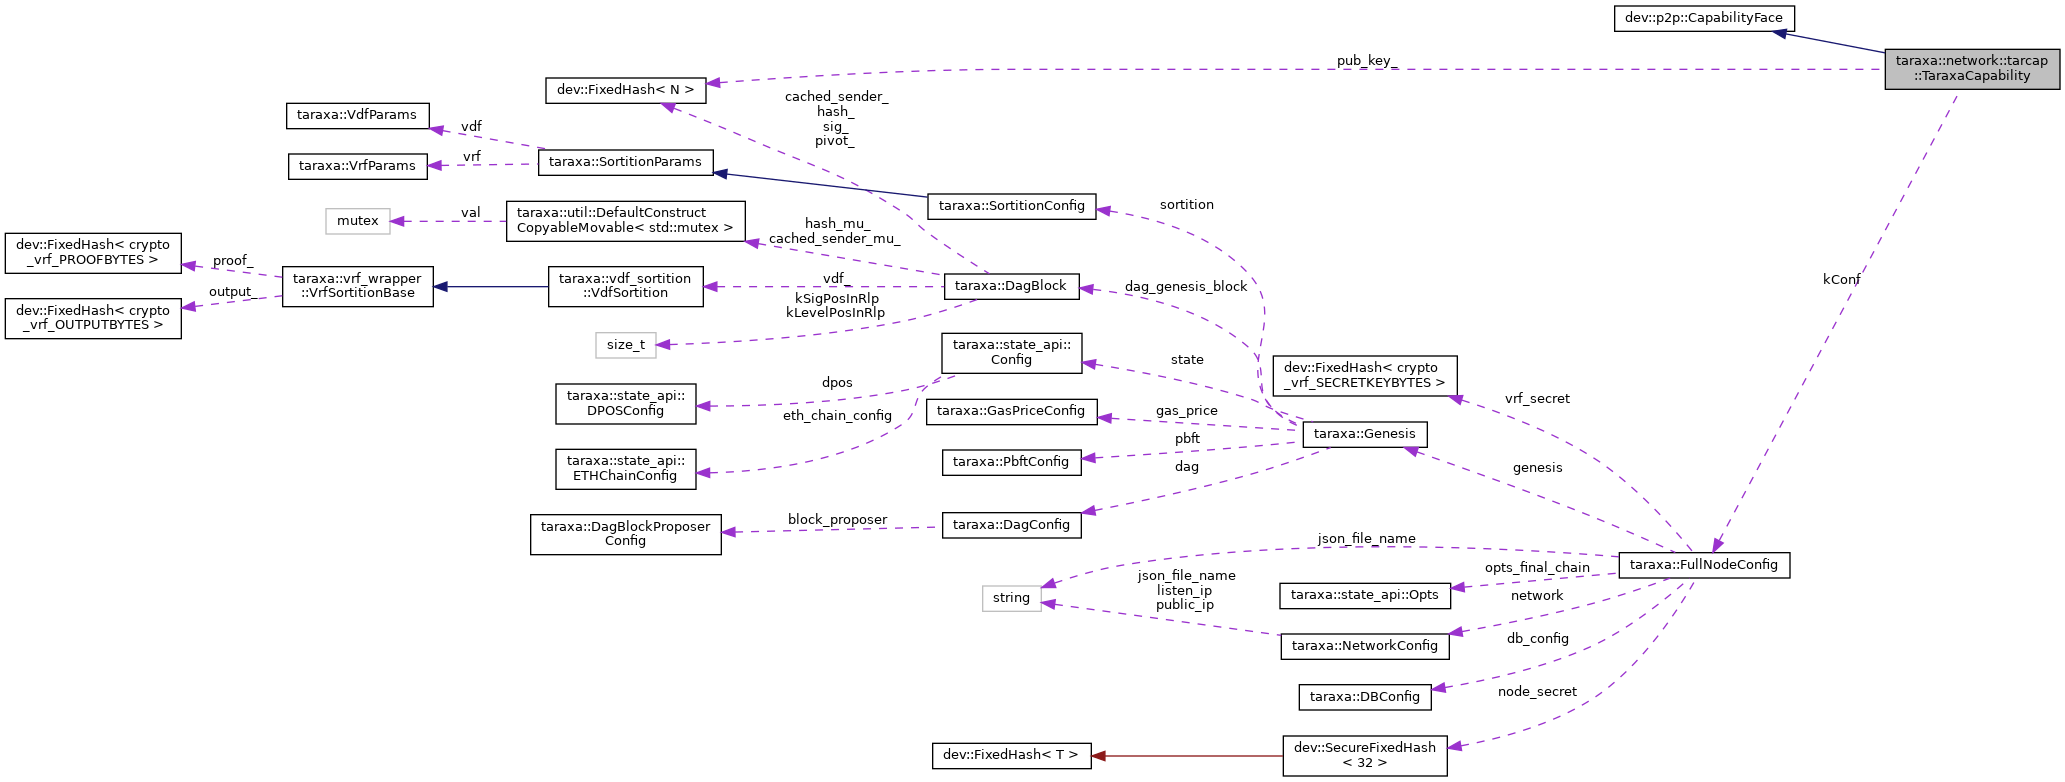 dev::p2p::CapabilityFace
taraxa::network::tarcap
::TaraxaCapability
pub_key_
dev::FixedHash< N >
cached_sender_
hash_
sig_
pivot_
taraxa::VdfParams
vdf
taraxa::VrfParams
vrf
taraxa::SortitionParams
taraxa::SortitionConfig
sortition
mutex
val
taraxa::util::DefaultConstruct
CopyableMovable< std::mutex >
hash_mu_
cached_sender_mu_
dev::FixedHash< crypto
_vrf_PROOFBYTES >
proof_
output_
dev::FixedHash< crypto
_vrf_OUTPUTBYTES >
taraxa::vrf_wrapper
::VrfSortitionBase
taraxa::vdf_sortition
::VdfSortition
vdf_
taraxa::DagBlock
dag_genesis_block
kConf
kSigPosInRlp
kLevelPosInRlp
size_t
taraxa::state_api::
Config
state
dev::FixedHash< crypto
_vrf_SECRETKEYBYTES >
vrf_secret
dpos
taraxa::state_api::
DPOSConfig
eth_chain_config
taraxa::GasPriceConfig
gas_price
taraxa::Genesis
pbft
taraxa::PbftConfig
dag
genesis
taraxa::state_api::
ETHChainConfig
taraxa::DagBlockProposer
Config
block_proposer
taraxa::DagConfig
json_file_name
taraxa::FullNodeConfig
opts_final_chain
taraxa::state_api::Opts
string
json_file_name
listen_ip
public_ip
network
taraxa::NetworkConfig
db_config
taraxa::DBConfig
node_secret
dev::FixedHash< T >
dev::SecureFixedHash
< 32 >